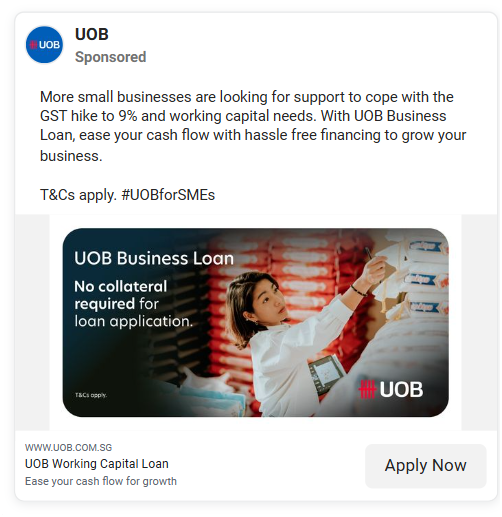 UOB
UOB
Sponsored
More small businesses are looking for support to cope with the
GST hike to 9% and working capital needs. With UOB Business
Loan, ease your cash flow with hassle free financing to grow your
business.
T&Cs apply. #UOBforSMEs
UOB Business Loan
No collateral
required for
loan application.
T&Cs apply.
UOB
WWW.UOB.COM.SG
UOB Working Capital Loan
Ease your cash flow for growth
Apply Now